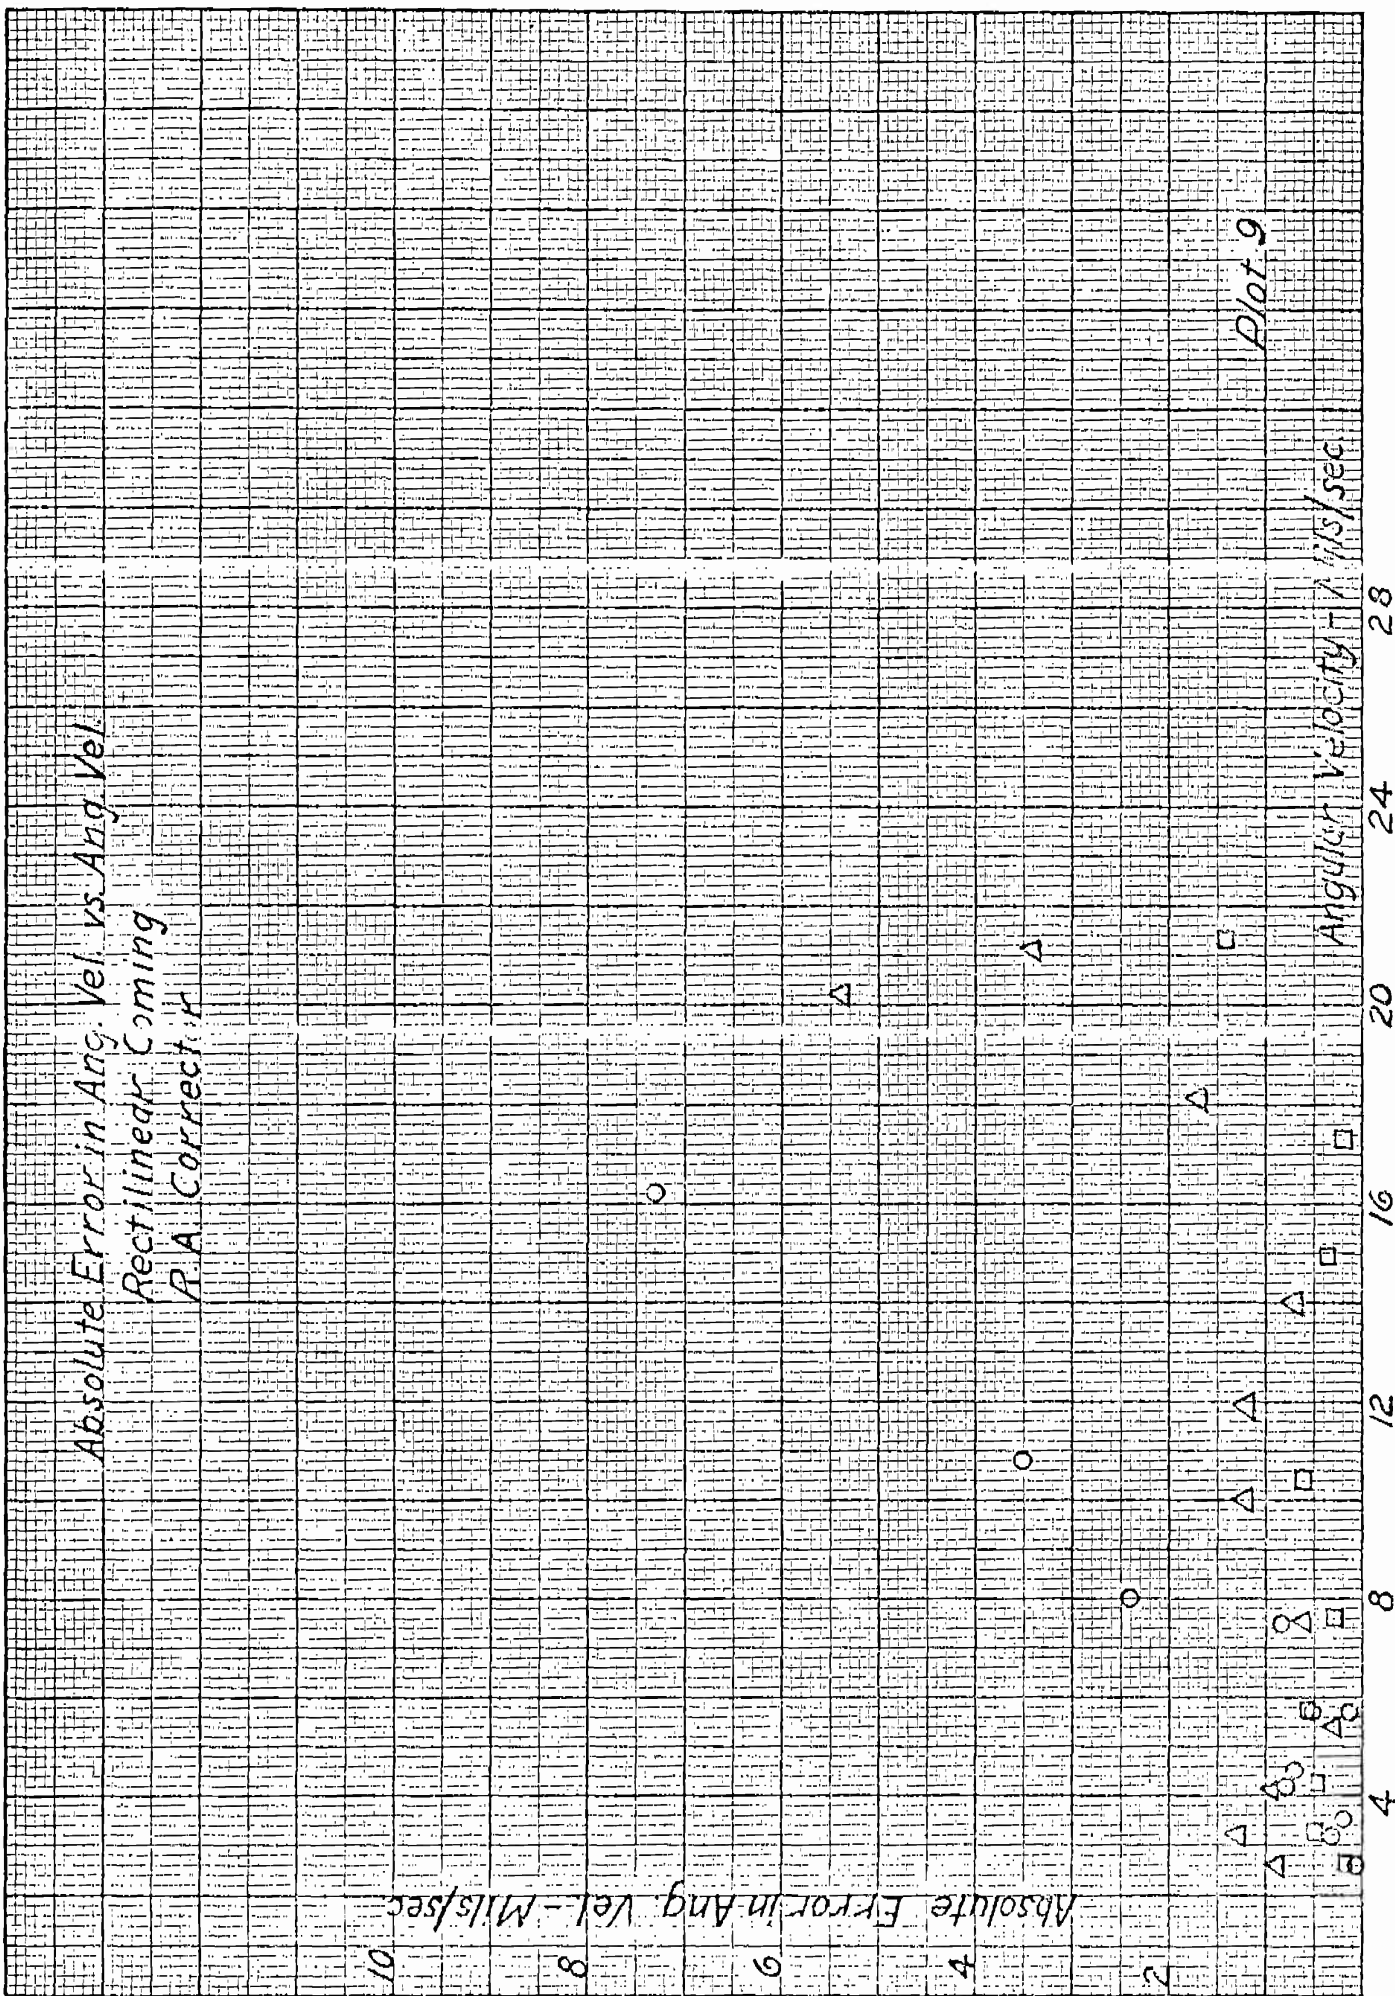 Absolute Error in Ang. Vel. vs. Ang. Vel.
Rectilinear Coming
P.A. Corrector
Absolute Error in Ang. Vel. - Mils/sec
10
8
6
4
2
4
8
12
16
20
24
28
Angular Velocity - Mils/sec.
Plot 9